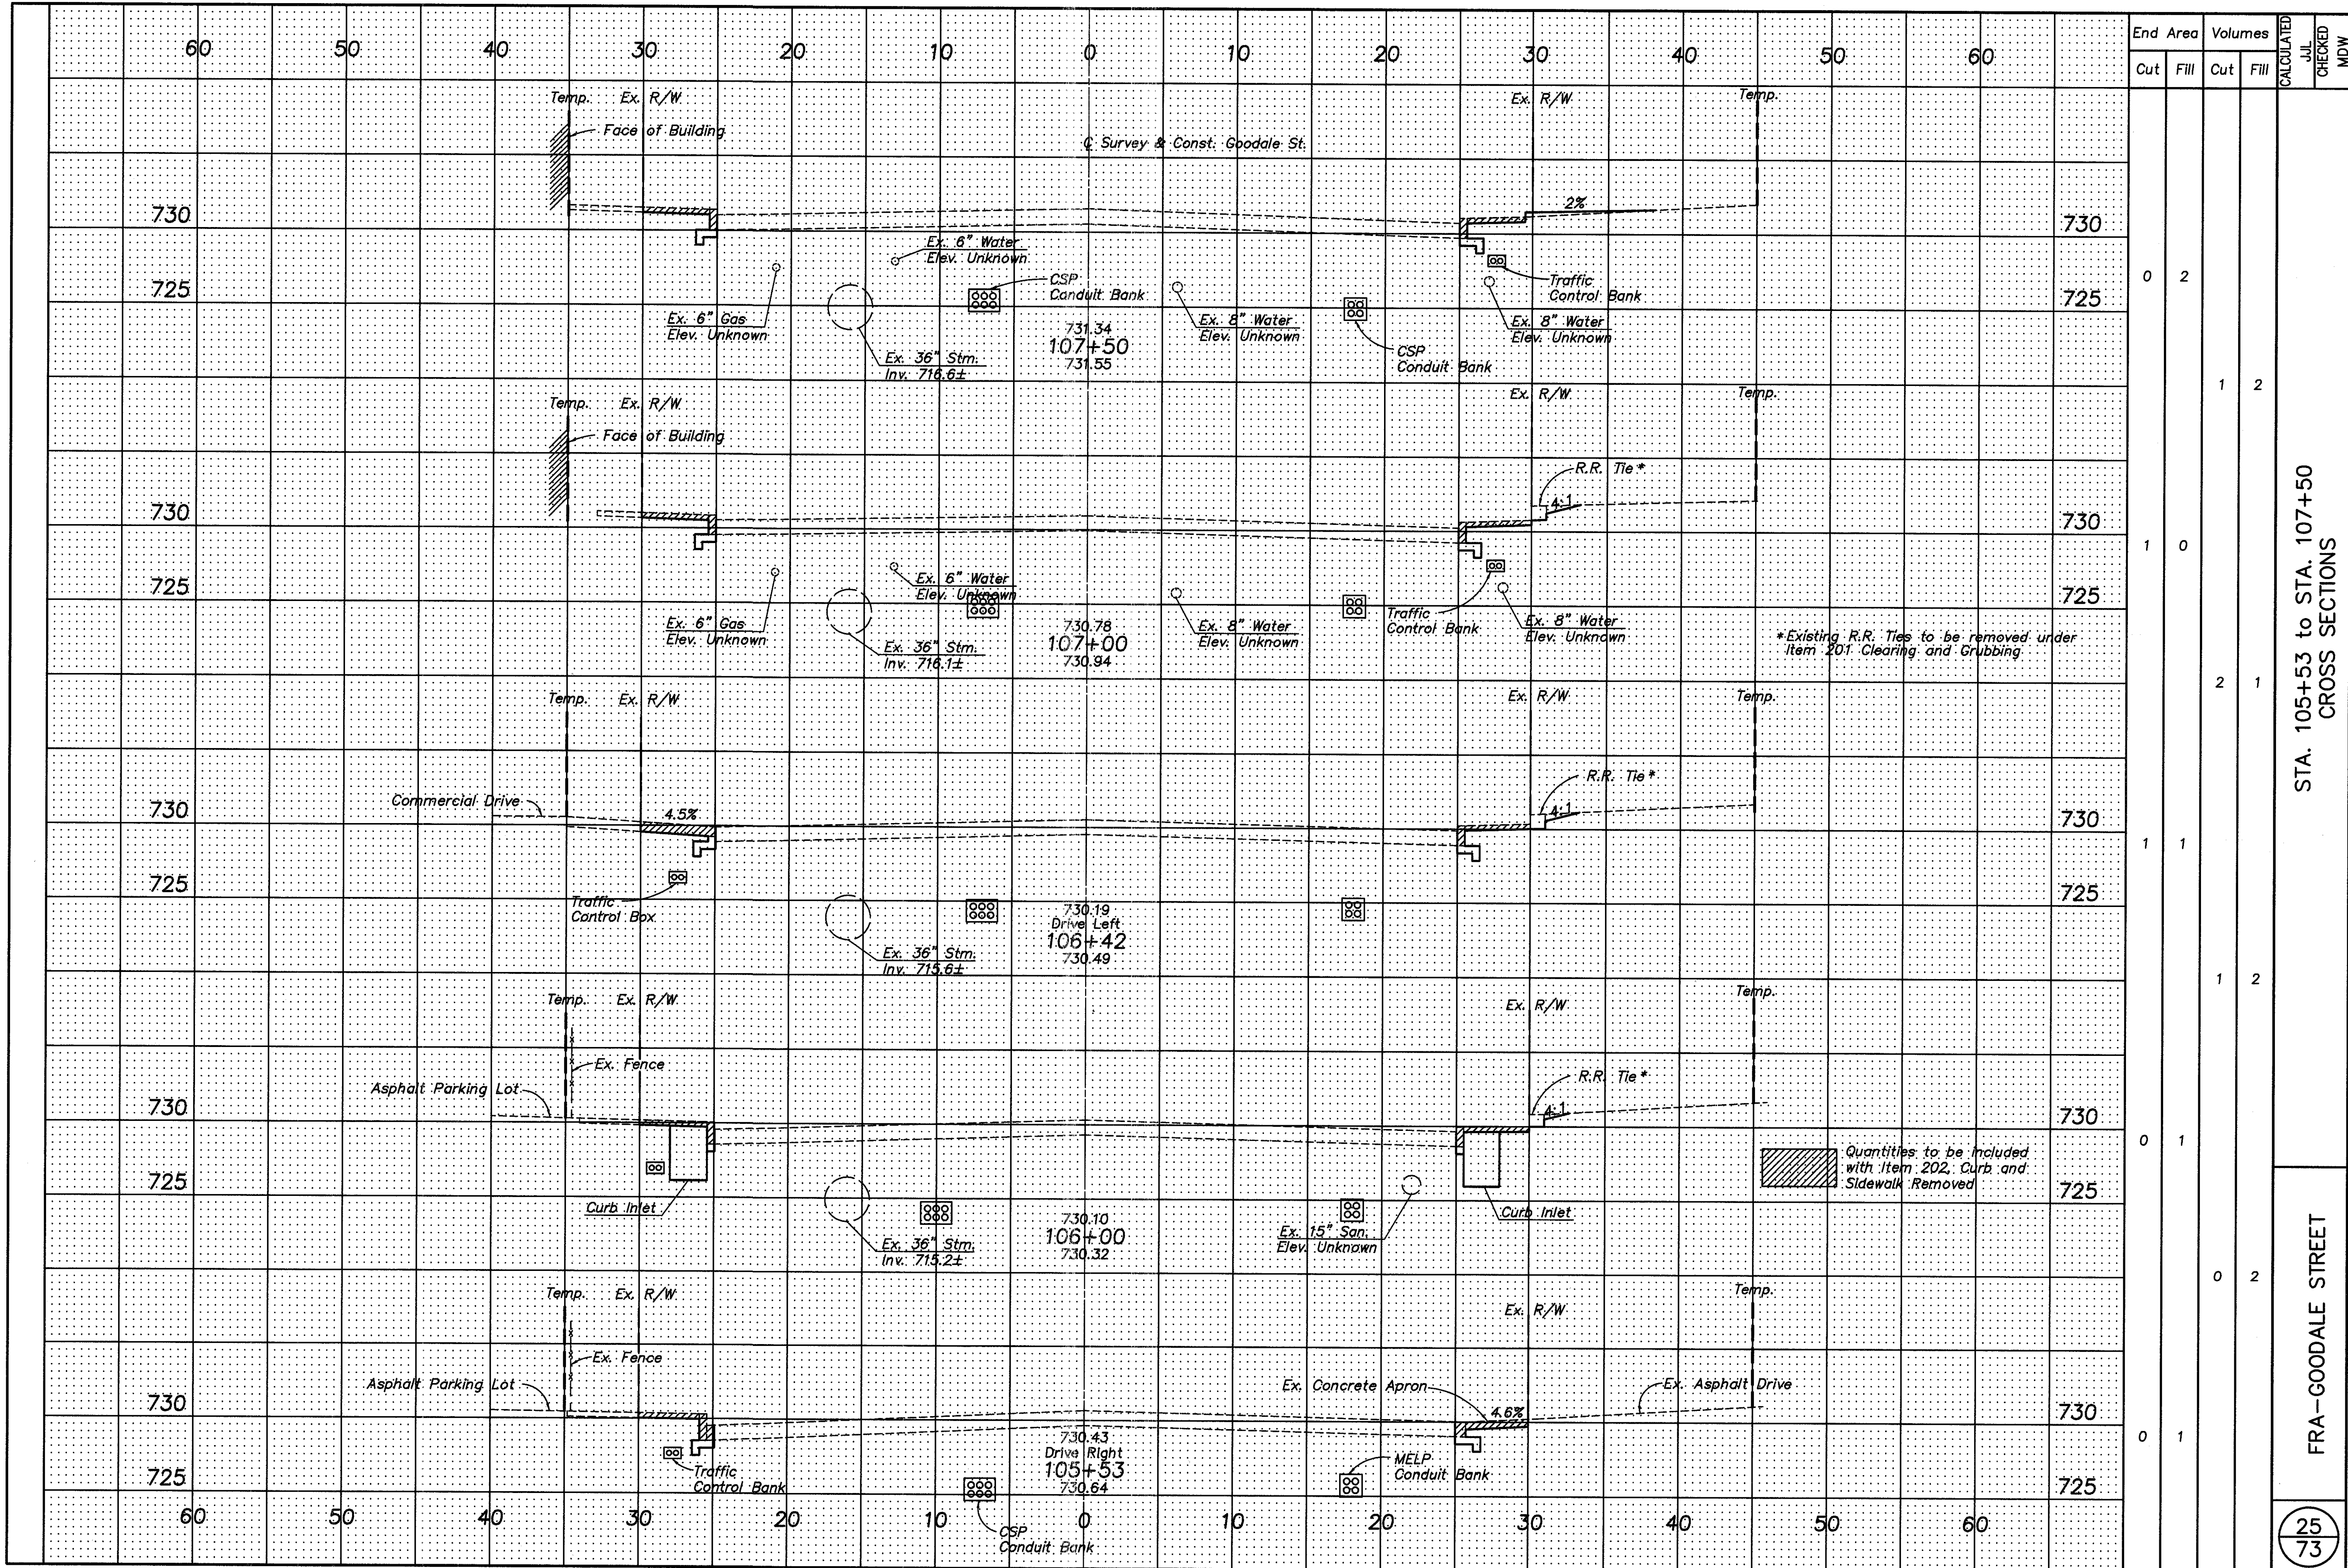 60 50 40 30 20 10 0 10 20 30 40 50 60
End Area Volumes
Cut Fill Cut Fill
CALCULATED
JUL
CHECKED
MDW
Temp. Ex. R/W
Face of Building
℄ Survey & Const. Goodale St.
Ex. R/W
Temp.
2%
730
730
Ex. 6" Water
Elev. Unknown
CSP
Conduit Bank
Traffic
Control Bank
725
725
0 2
Ex. 6" Gas
Elev. Unknown
Ex. 36" Stm.
Inv. 716.6±
731.34
107+50
731.55
Ex. 8" Water
Elev. Unknown
CSP
Conduit Bank
Ex. 8" Water
Elev. Unknown
1 2
Temp. Ex. R/W
Face of Building
Ex. R/W
Temp.
R.R. Tie*
4:1
730
730
1 0
Ex. 6" Water
Elev. Unknown
725
725
Ex. 6" Gas
Elev. Unknown
Ex. 36" Stm.
Inv. 716.1±
730.78
107+00
730.94
Ex. 8" Water
Elev. Unknown
Traffic
Control Bank
Ex. 8" Water
Elev. Unknown
*Existing R.R. Ties to be removed under
Item 201 Clearing and Grubbing
2 1
Temp. Ex. R/W
Ex. R/W
Temp.
Commercial Drive
4.5%
R.R. Tie*
4:1
730
730
1 1
725
725
Traffic
Control Box
Ex. 36" Stm.
Inv. 715.6±
730.19
Drive Left
106+42
730.49
1 2
Temp. Ex. R/W
Ex. R/W
Temp.
Ex. Fence
Asphalt Parking Lot
R.R. Tie*
4:1
730
730
0 1
Quantities to be included
with Item 202, Curb and
Sidewalk Removed
725
725
Curb Inlet
Ex. 36" Stm.
Inv. 715.2±
730.10
106+00
730.32
Ex. 15" San.
Elev. Unknown
Curb Inlet
0 2
Temp. Ex. R/W
Ex. R/W
Temp.
Ex. Fence
Asphalt Parking Lot
Ex. Concrete Apron
Ex. Asphalt Drive
4.6%
730
730
0 1
725
725
Traffic
Control Bank
CSP
Conduit Bank
730.43
Drive Right
105+53
730.64
MELP
Conduit Bank
60 50 40 30 20 10 0 10 20 30 40 50 60
STA. 105+53 to STA. 107+50
CROSS SECTIONS
FRA-GOODALE STREET
25
73